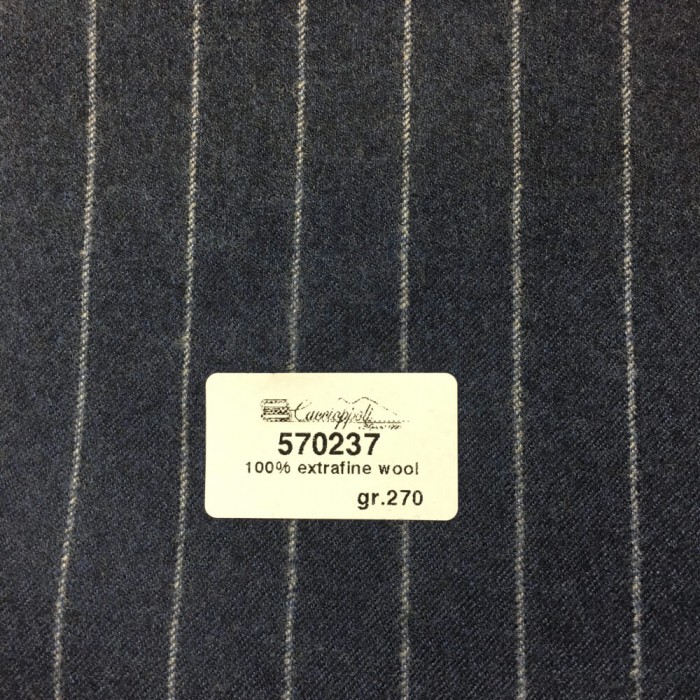 Caccioppoli
570237
100% extrafine wool
gr.270